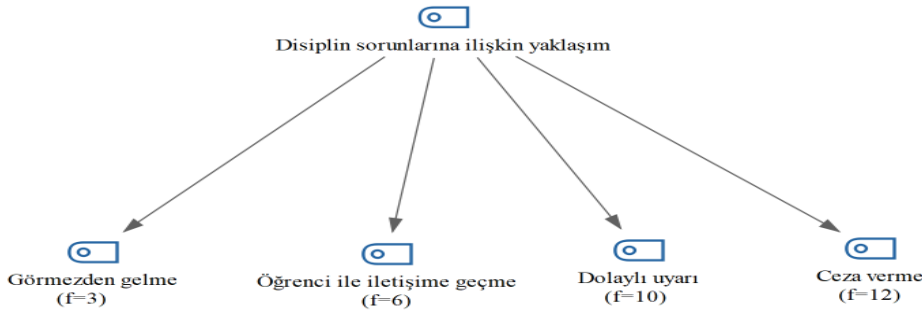 Disiplin sorunlarına ilişkin yaklaşım
Görmezden gelme
(f=3)
Öğrenci ile iletişime geçme
(f=6)
Dolaylı uyarı
(f=10)
Ceza verme
(f=12)